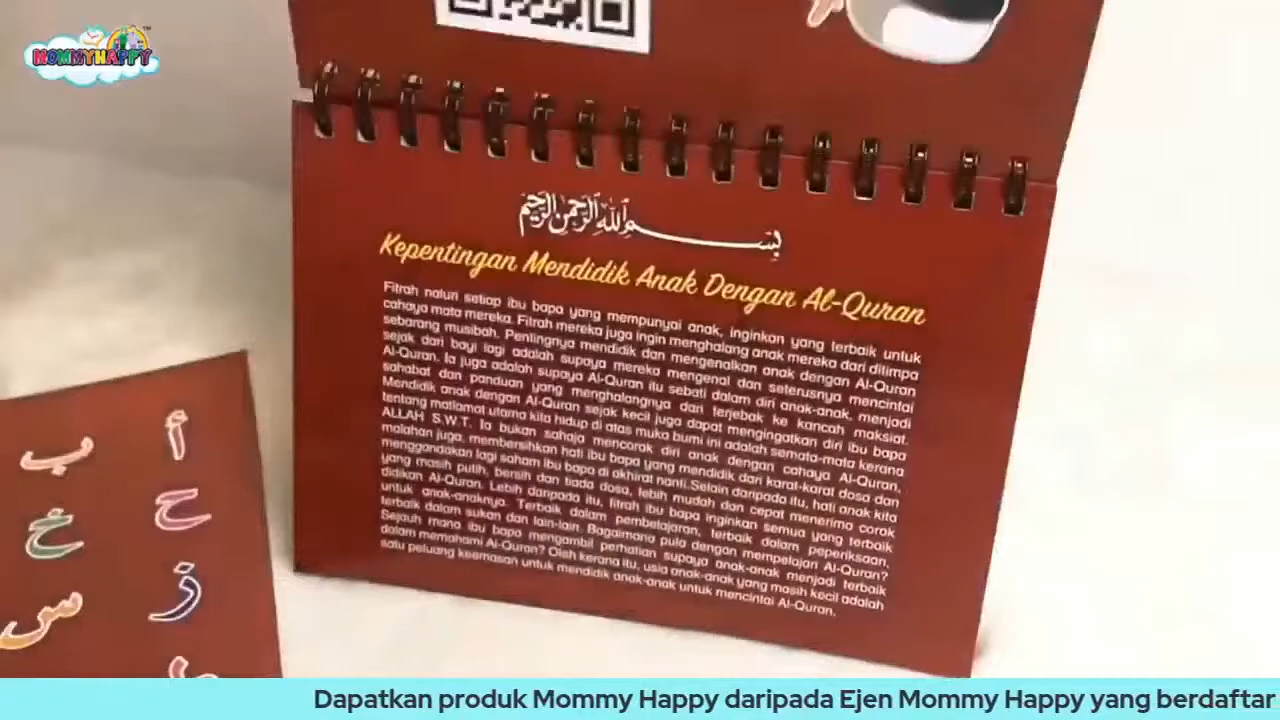 MOMMYHAPPY
TM
بسم الله الرحمن الرحيم
Kepentingan Mendidik Anak Dengan Al-Quran
Fitrah naluri setiap ibu bapa yang mempunyai anak, inginkan yang terbaik untuk
cahaya mata mereka. Fitrah mereka juga ingin menghalang anak mereka dari ditimpa
sebarang musibah. Pentingnya mendidik dan mengenalkan anak dengan Al-Quran
sejak dari bayi lagi adalah supaya mereka mengenal dan seterusnya mencintai
Al-Quran. Ia juga adalah supaya Al-Quran itu sebati dalam diri anak-anak, menjadi
sahabat dan panduan yang menghalangnya dari terjebak ke kancah maksiat.
Mendidik anak dengan Al-Quran sejak kecil juga dapat mengingatkan diri ibu bapa
tentang matlamat utama kita hidup di atas muka bumi ini adalah semata-mata kerana
ALLAH S.W.T. Ia bukan sahaja mencorak diri anak dengan cahaya Al-Quran,
malahan juga, membersihkan hati ibu bapa yang mendidik dari karat-karat dosa dan
menggandakan lagi saham ibu bapa di akhirat nanti. Selain daripada itu, hati anak kita
yang masih putih, bersih dan tiada dosa, lebih mudah dan cepat menerima corak
didikan Al-Quran. Lebih daripada itu, fitrah ibu bapa inginkan semua yang terbaik
untuk anak-anaknya. Terbaik dalam pembelajaran, terbaik dalam peperiksaan,
terbaik dalam sukan dan lain-lain. Bagaimana pula dengan mempelajari Al-Quran?
Sejauh mana ibu bapa mengambil perhatian supaya anak-anak menjadi terbaik
dalam memahami Al-Quran? Oleh kerana itu, usia anak-anak yang masih kecil adalah
satu peluang keemasan untuk mendidik anak-anak untuk mencintai Al-Quran.
أ ب
ح خ
ز س
Dapatkan produk Mommy Happy daripada Ejen Mommy Happy yang berdaftar